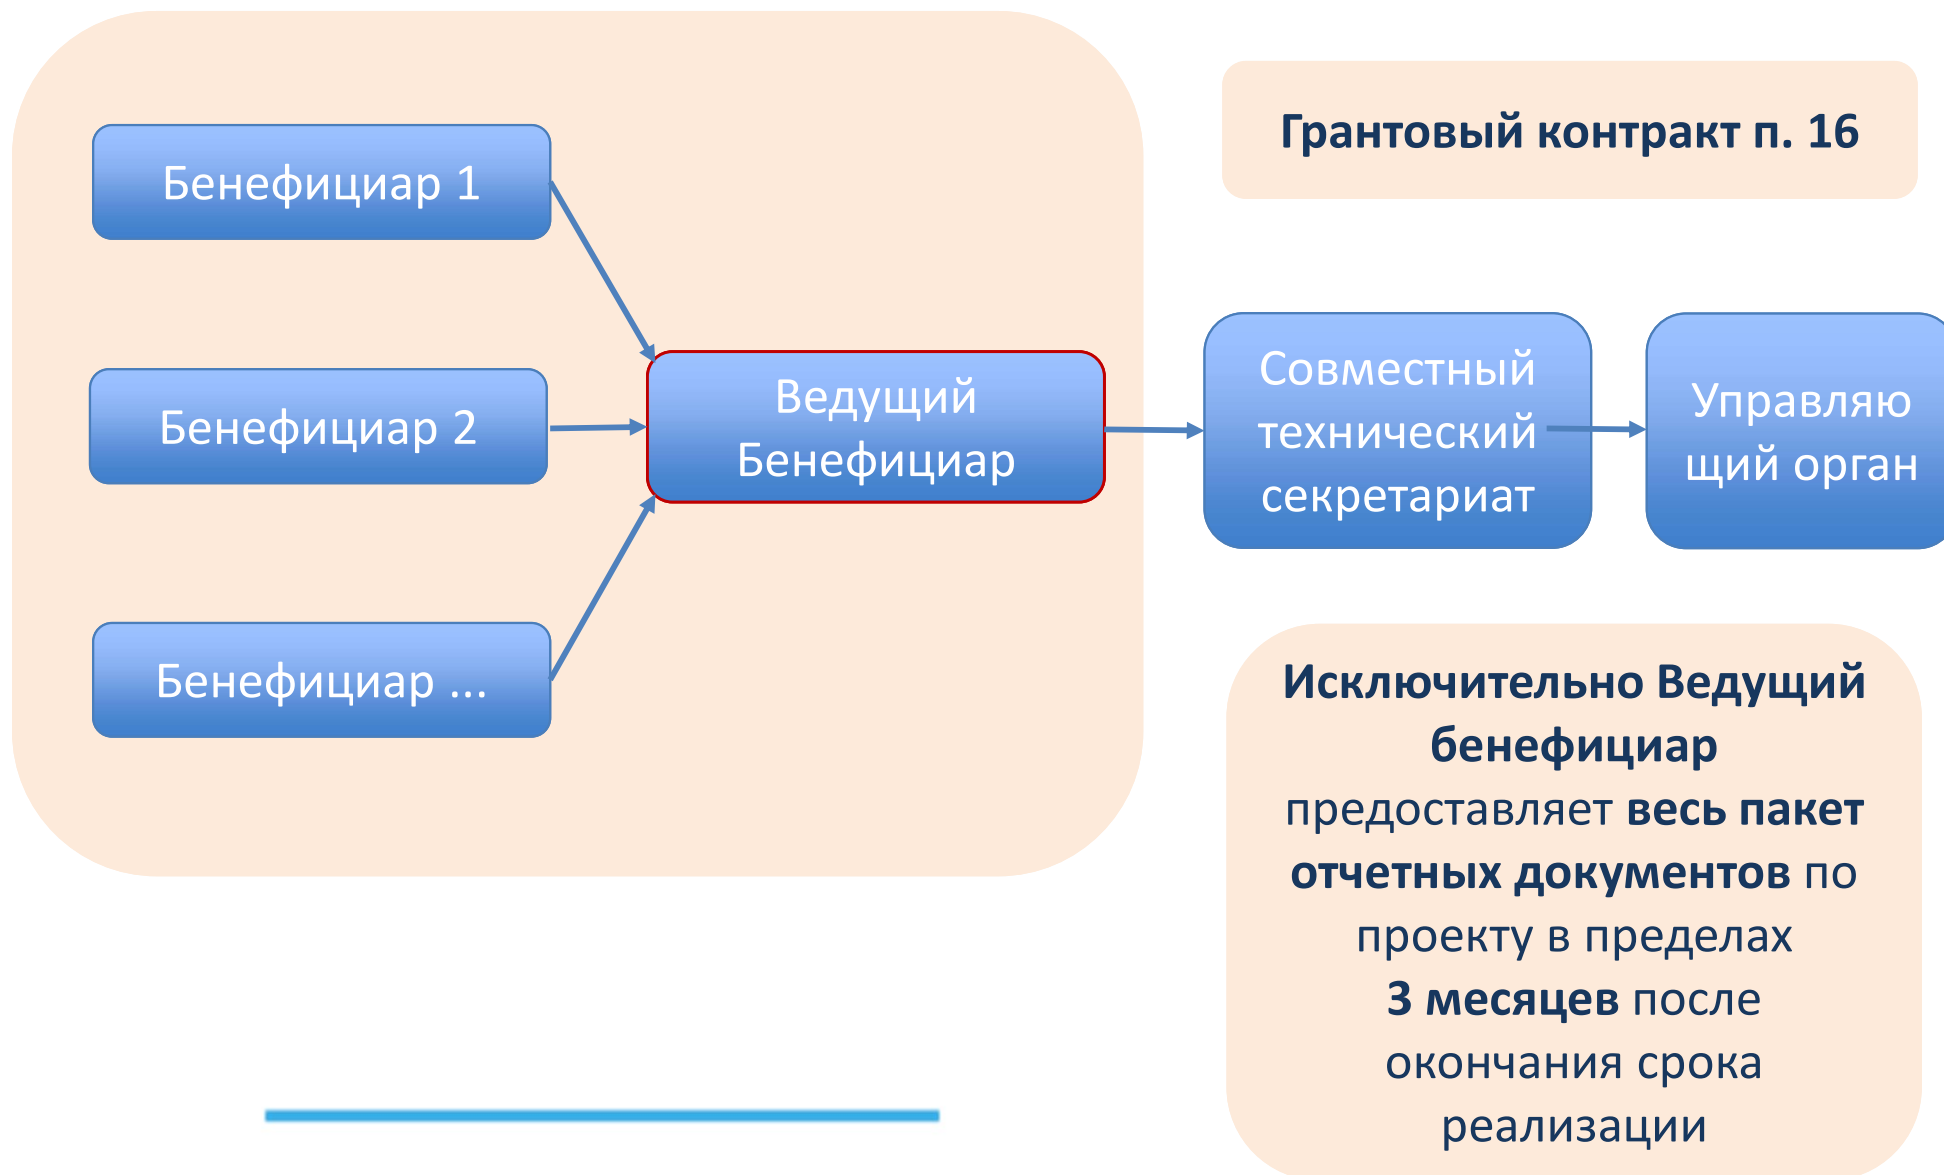 Грантовый контракт п. 16
Бенефициар 1
Бенефициар 2
Бенефициар ...
Ведущий
Бенефициар
Совместный
технический
секретариат
Управляю
щий орган
Исключительно Ведущий
бенефициар
предоставляет весь пакет
отчетных документов по
проекту в пределах
3 месяцев после
окончания срока
реализации